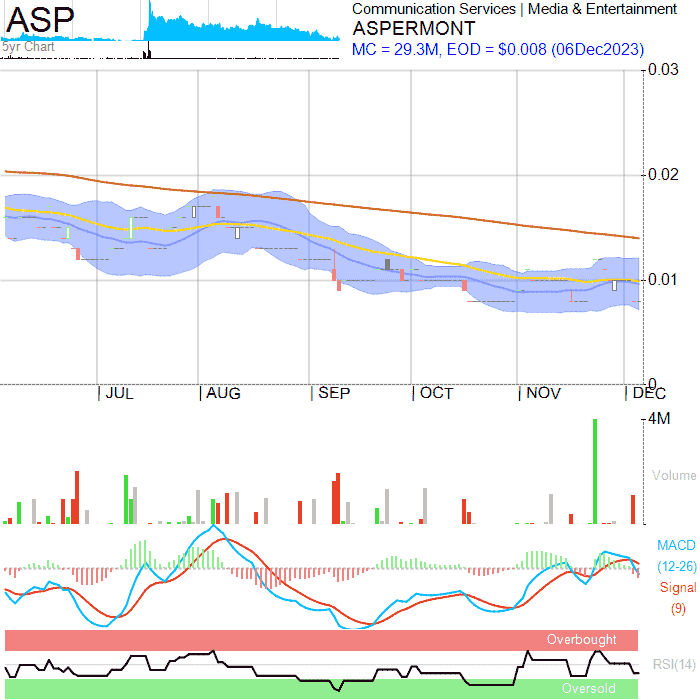 ASP
5yr Chart
Communication Services | Media & Entertainment
ASPERMONT
MC = 29.3M, EOD = $0.008 (06Dec2023)
0.03
0.02
0.01
0
JUL AUG SEP OCT NOV DEC
4M
Volume
MACD
(12-26)
Signal
(9)
Overbought
RSI(14)
Oversold